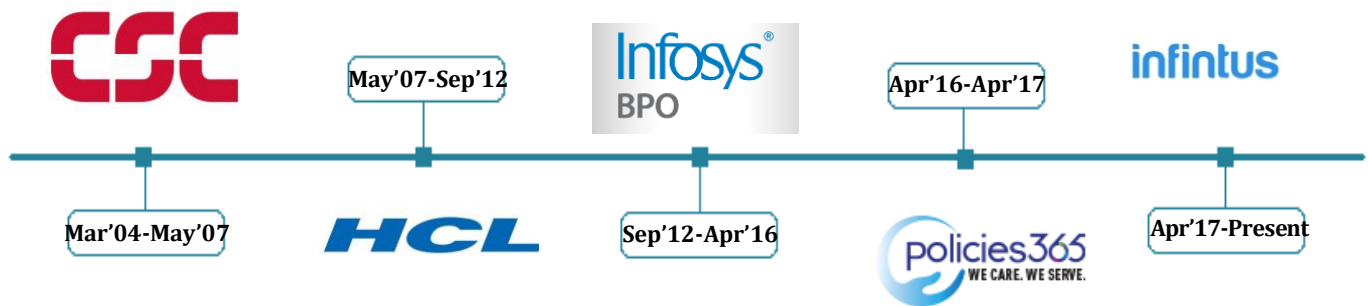 CSC
Mar’04-May’07
May’07-Sep’12
HCL
Infosys®
BPO
Sep’12-Apr’16
Apr’16-Apr’17
policies365
WE CARE. WE SERVE.
infintus
Apr’17-Present